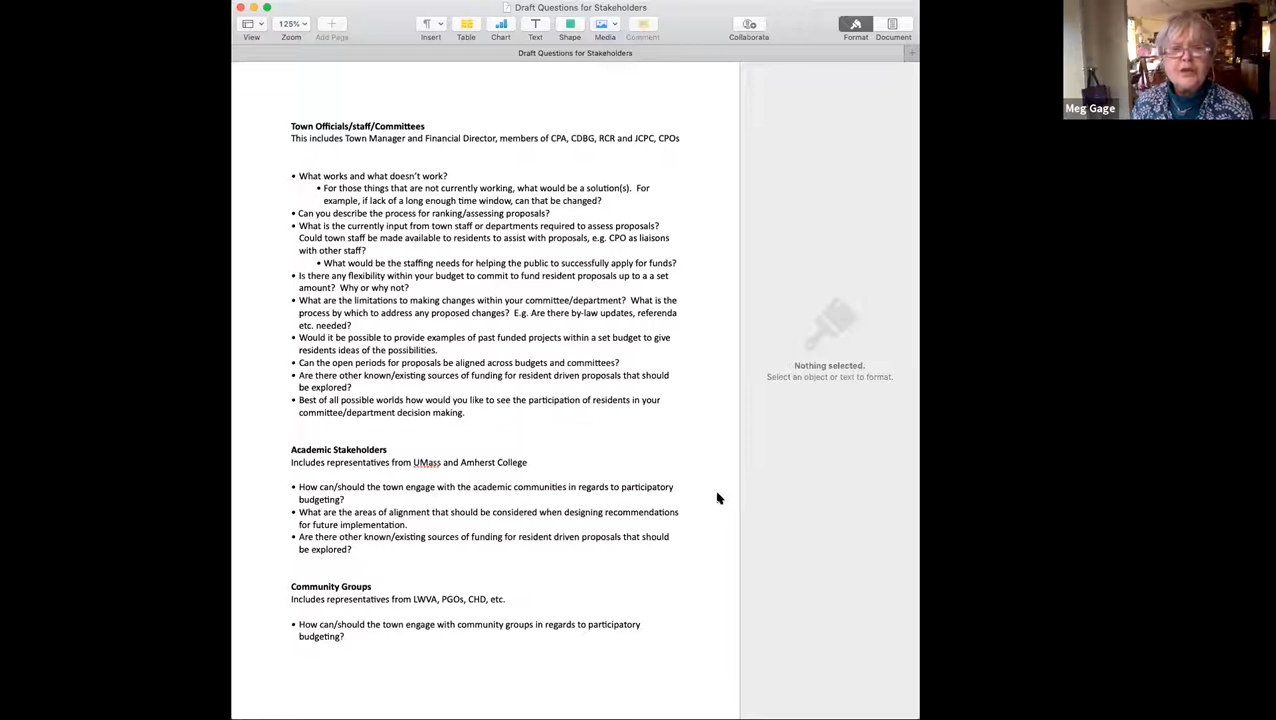 Draft Questions for Stakeholders
125%
View
Zoom
Add Page
Insert
Table
Chart
Text
Shape
Media
Comment
Collaborate
Format
Document
Draft Questions for Stakeholders
Town Officials/staff/Committees
This includes Town Manager and Financial Director, members of CPA, CDBG, RCR and JCPC, CPOs
• What works and what doesn't work?
• For those things that are not currently working, what would be a solution(s). For
example, if lack of a long enough time window, can that be changed?
• Can you describe the process for ranking/assessing proposals?
• What is the currently input from town staff or departments required to assess proposals?
Could town staff be made available to residents to assist with proposals, e.g. CPO as liaisons
with other staff?
• What would be the staffing needs for helping the public to successfully apply for funds?
• Is there any flexibility within your budget to commit to fund resident proposals up to a a set
amount? Why or why not?
• What are the limitations to making changes within your committee/department? What is the
process by which to address any proposed changes? E.g. Are there by-law updates, referenda
etc. needed?
• Would it be possible to provide examples of past funded projects within a set budget to give
residents ideas of the possibilities.
• Can the open periods for proposals be aligned across budgets and committees?
• Are there other known/existing sources of funding for resident driven proposals that should
be explored?
• Best of all possible worlds how would you like to see the participation of residents in your
committee/department decision making.
Academic Stakeholders
Includes representatives from UMass and Amherst College
• How can/should the town engage with the academic communities in regards to participatory
budgeting?
• What are the areas of alignment that should be considered when designing recommendations
for future implementation.
• Are there other known/existing sources of funding for resident driven proposals that should
be explored?
Community Groups
Includes representatives from LWVA, PGOs, CHD, etc.
• How can/should the town engage with community groups in regards to participatory
budgeting?
Nothing selected.
Select an object or text to format.
Meg Gage